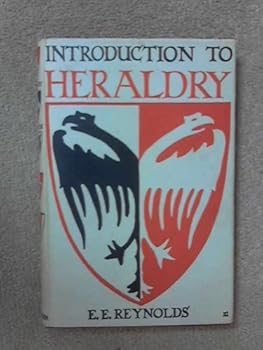 INTRODUCTION TO
HERALDRY
E. E. REYNOLDS